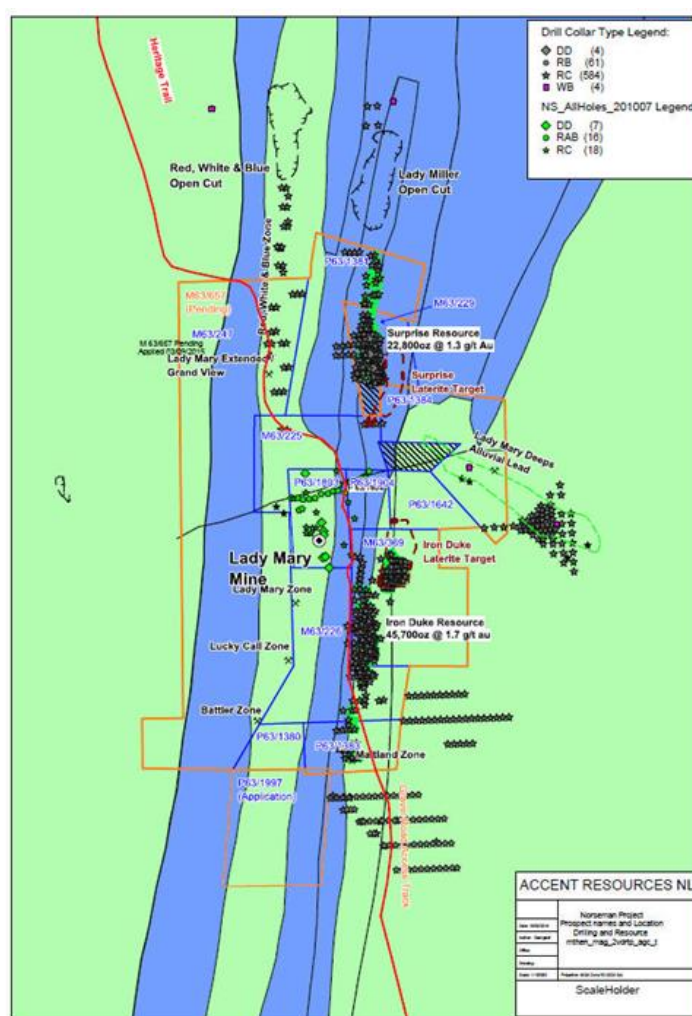 Drill Collar Type Legend:
DD (4)
RB (61)
RC (584)
WB (4)
NS_AllHoles_201007 Legend
DD (7)
RAB (16)
RC (18)
Heritage Trail
Red, White & Blue
Open Cut
Lady Miller
Open Cut
Red, White & Blue Zone
P63/1381
M63/657
(Pending)
M63/229
M63/247
Surprise Resource
22,800oz @ 1.3 g/t Au
Lady Mary Extended
Grand View
Surprise
Laterite Target
P63/1384
M63/225
Lady Mary Deeps
Alluvial Lead
P63/1893
P63/1904
P63/1642
M63/369
Iron Duke
Laterite Target
Lady Mary
Mine
Lady Mary Zone
Iron Duke Resource
45,700oz @ 1.7 g/t au
Lucky Call Zone
Battler Zone
P63/1380
Maitland Zone
P63/1997
(Application)
ACCENT RESOURCES NL
Norseman Project
Prospect names and Location
Drilling and Resource
ScaleHolder